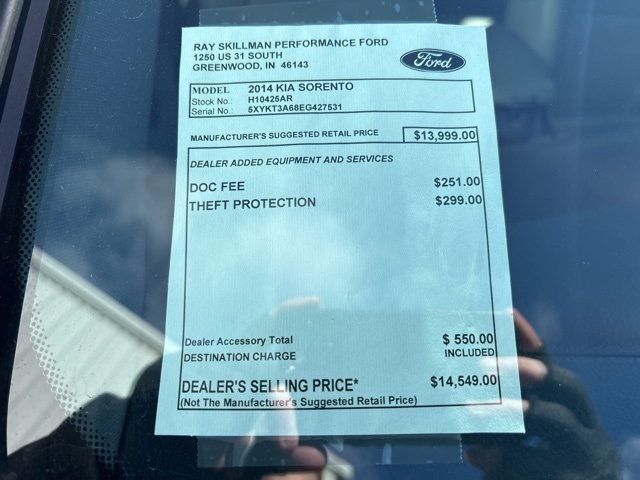 RAY SKILLMAN PERFORMANCE FORD
1250 US 31 SOUTH
GREENWOOD, IN 46143
Ford
MODEL 2014 KIA SORENTO
Stock No.: H10425AR
Serial No.: 5XYKT3A68EG427531
MANUFACTURER'S SUGGESTED RETAIL PRICE $13,999.00
DEALER ADDED EQUIPMENT AND SERVICES
DOC FEE $251.00
THEFT PROTECTION $299.00
Dealer Accessory Total $ 550.00
DESTINATION CHARGE INCLUDED
DEALER'S SELLING PRICE* $14,549.00
(Not The Manufacturer's Suggested Retail Price)